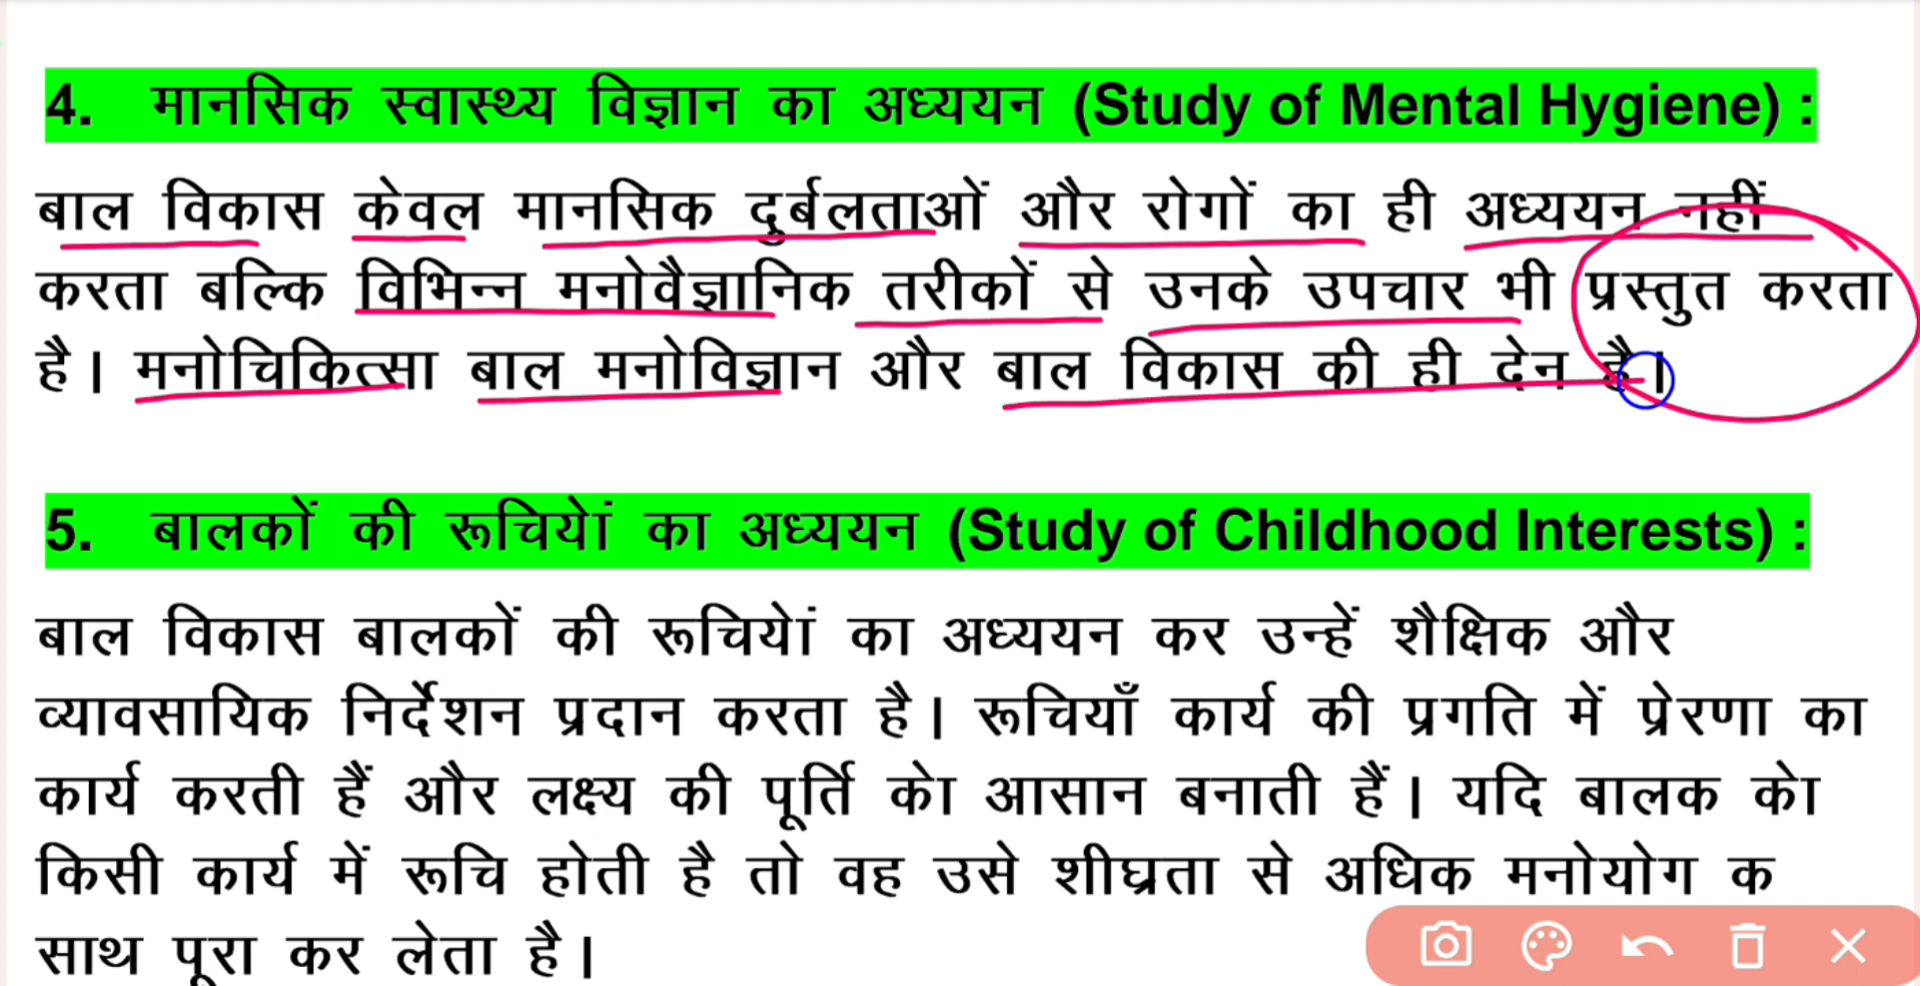 4. मानसिक स्वास्थ्य विज्ञान का अध्ययन (Study of Mental Hygiene) :
बाल विकास केवल मानसिक दुर्बलताओं और रोगों का ही अध्ययन नहीं
करता बल्कि विभिन्न मनोवैज्ञानिक तरीकों से उनके उपचार भी प्रस्तुत करता
है। मनोचिकित्सा बाल मनोविज्ञान और बाल विकास की ही देन है।
5. बालकों की रूचियेां का अध्ययन (Study of Childhood Interests) :
बाल विकास बालकों की रूचियेां का अध्ययन कर उन्हें शैक्षिक और
व्यावसायिक निर्देशन प्रदान करता है। रूचियाँ कार्य की प्रगति में प्रेरणा का
कार्य करती हैं और लक्ष्य की पूर्ति केा आसान बनाती हैं। यदि बालक केा
किसी कार्य में रूचि होती है तो वह उसे शीघ्रता से अधिक मनोयोग क
साथ पूरा कर लेता है।